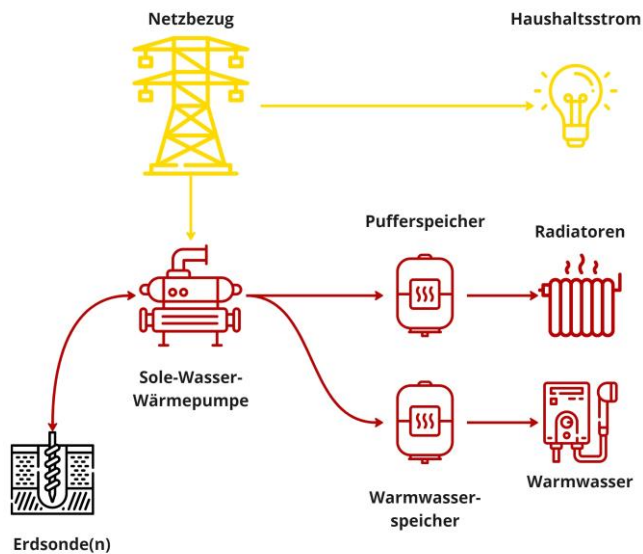 Netzbezug
Haushaltsstrom
Pufferspeicher
Radiatoren
Sole-Wasser-
Wärmepumpe
Warmwasser-
speicher
Warmwasser
Erdsonde(n)